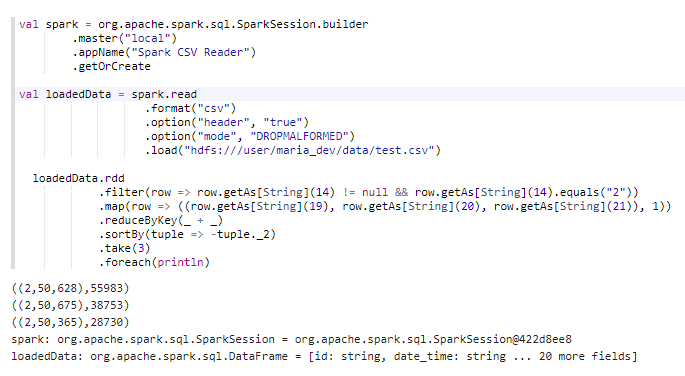 val spark = org.apache.spark.sql.SparkSession.builder
.master("local")
.appName("Spark CSV Reader")
.getOrCreate
val loadedData = spark.read
.format("csv")
.option("header", "true")
.option("mode", "DROPMALFORMED")
.load("hdfs:///user/maria_dev/data/test.csv")
loadedData.rdd
.filter(row => row.getAs[String](14) != null && row.getAs[String](14).equals("2"))
.map(row => ((row.getAs[String](19), row.getAs[String](20), row.getAs[String](21)), 1))
.reduceByKey(_ + _)
.sortBy(tuple => -tuple._2)
.take(3)
.foreach(println)
((2,50,628),55983)
((2,50,675),38753)
((2,50,365),28730)
spark: org.apache.spark.sql.SparkSession = org.apache.spark.sql.SparkSession@422d8ee8
loadedData: org.apache.spark.sql.DataFrame = [id: string, date_time: string ... 20 more fields]